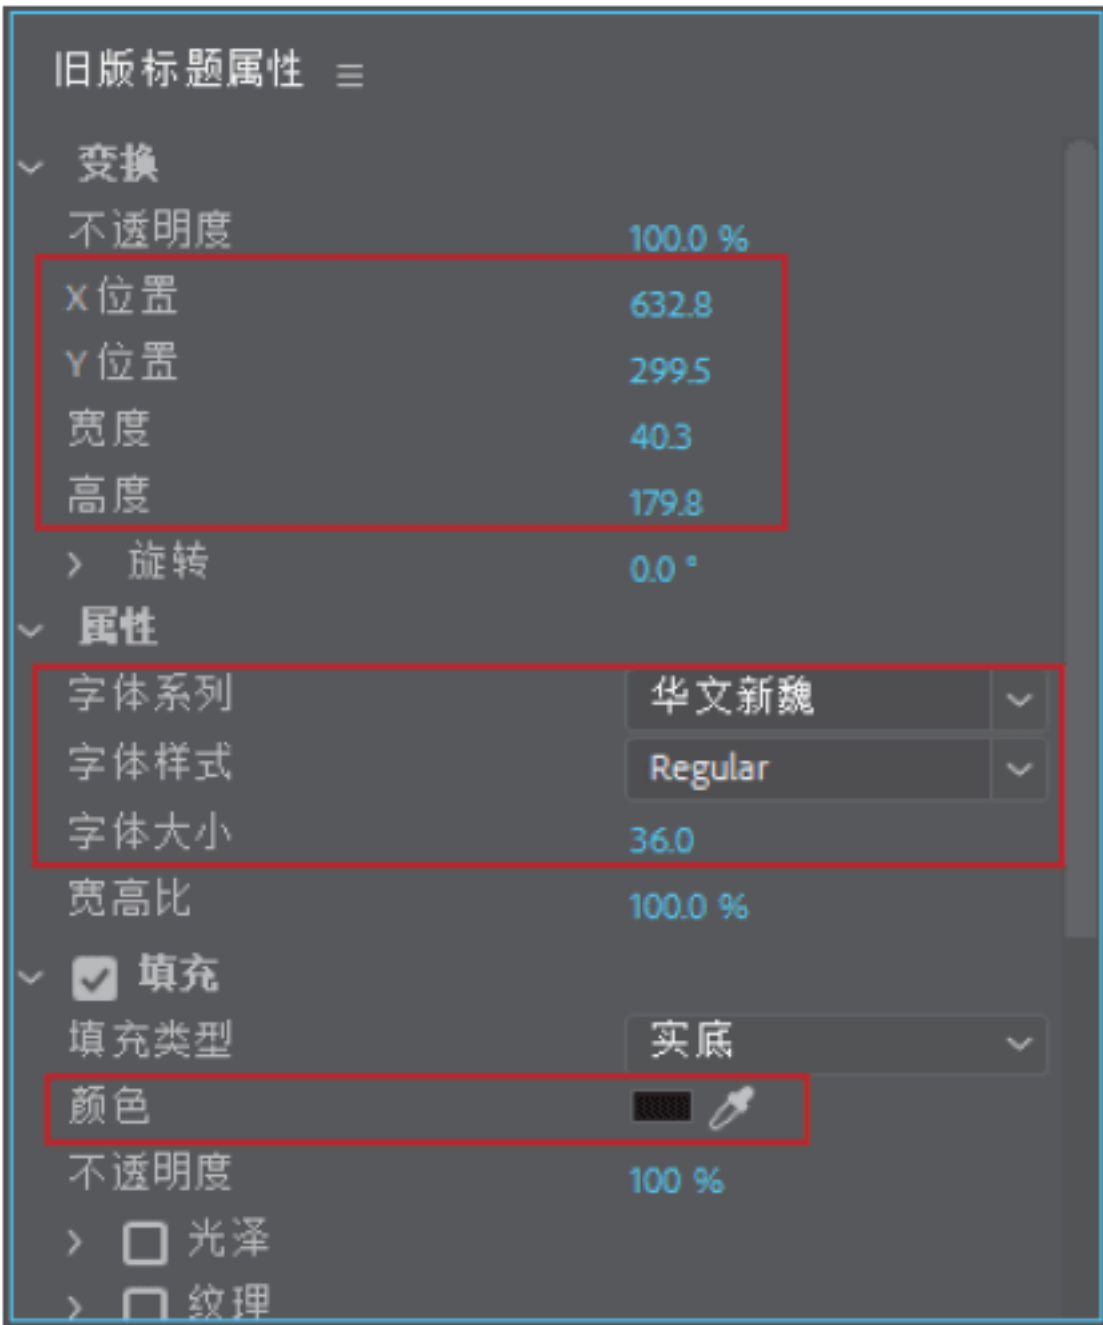 旧版标题属性
变换
不透明度 100.0 %
X位置 632.8
Y位置 299.5
宽度 40.3
高度 179.8
旋转 0.0 °
属性
字体系列 华文新魏
字体样式 Regular
字体大小 36.0
宽高比 100.0 %
填充
填充类型 实底
颜色
不透明度 100 %
光泽
纹理